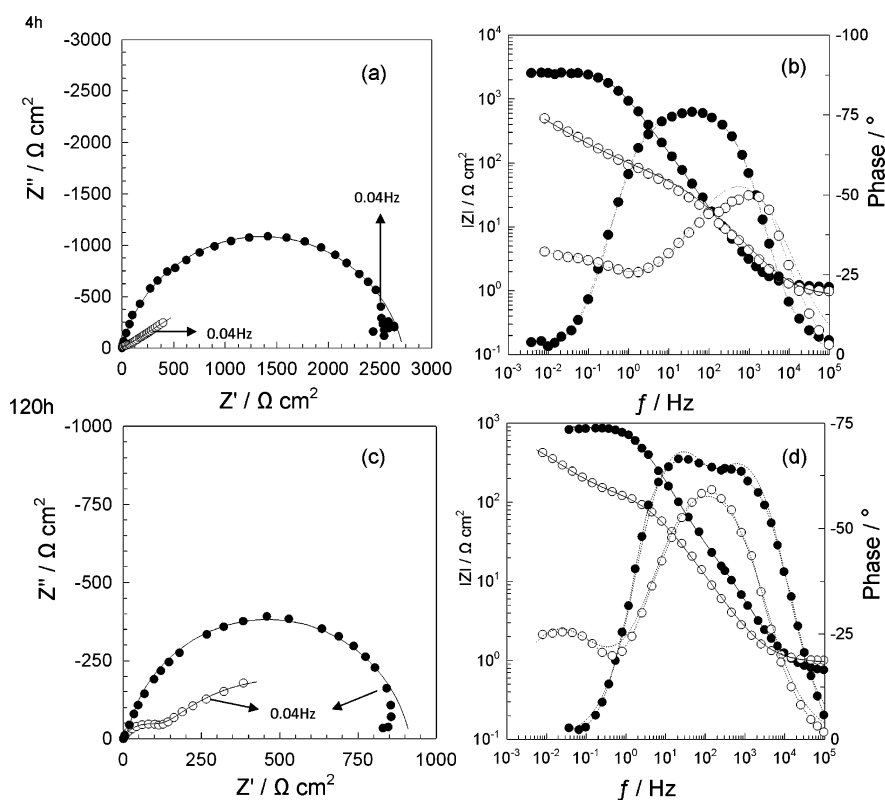 4h
(a)
-3000
-2500
-2000
-1500
-1000
-500
0
Z'' / Ω cm²
0.04Hz
0.04Hz
0 500 1000 1500 2000 2500 3000
Z' / Ω cm²
(b)
10⁴
10³
10²
10¹
10⁰
10⁻¹
|Z| / Ω cm²
-100
-75
-50
-25
0
Phase / °
10⁻³ 10⁻² 10⁻¹ 10⁰ 10¹ 10² 10³ 10⁴ 10⁵
ƒ / Hz
120h
(c)
-1000
-750
-500
-250
0
Z'' / Ω cm²
0.04Hz
0 250 500 750 1000
Z' / Ω cm²
(d)
10³
10²
10¹
10⁰
10⁻¹
|Z| / Ω cm²
-75
-50
-25
0
Phase / °
10⁻³ 10⁻² 10⁻¹ 10⁰ 10¹ 10² 10³ 10⁴ 10⁵
ƒ / Hz